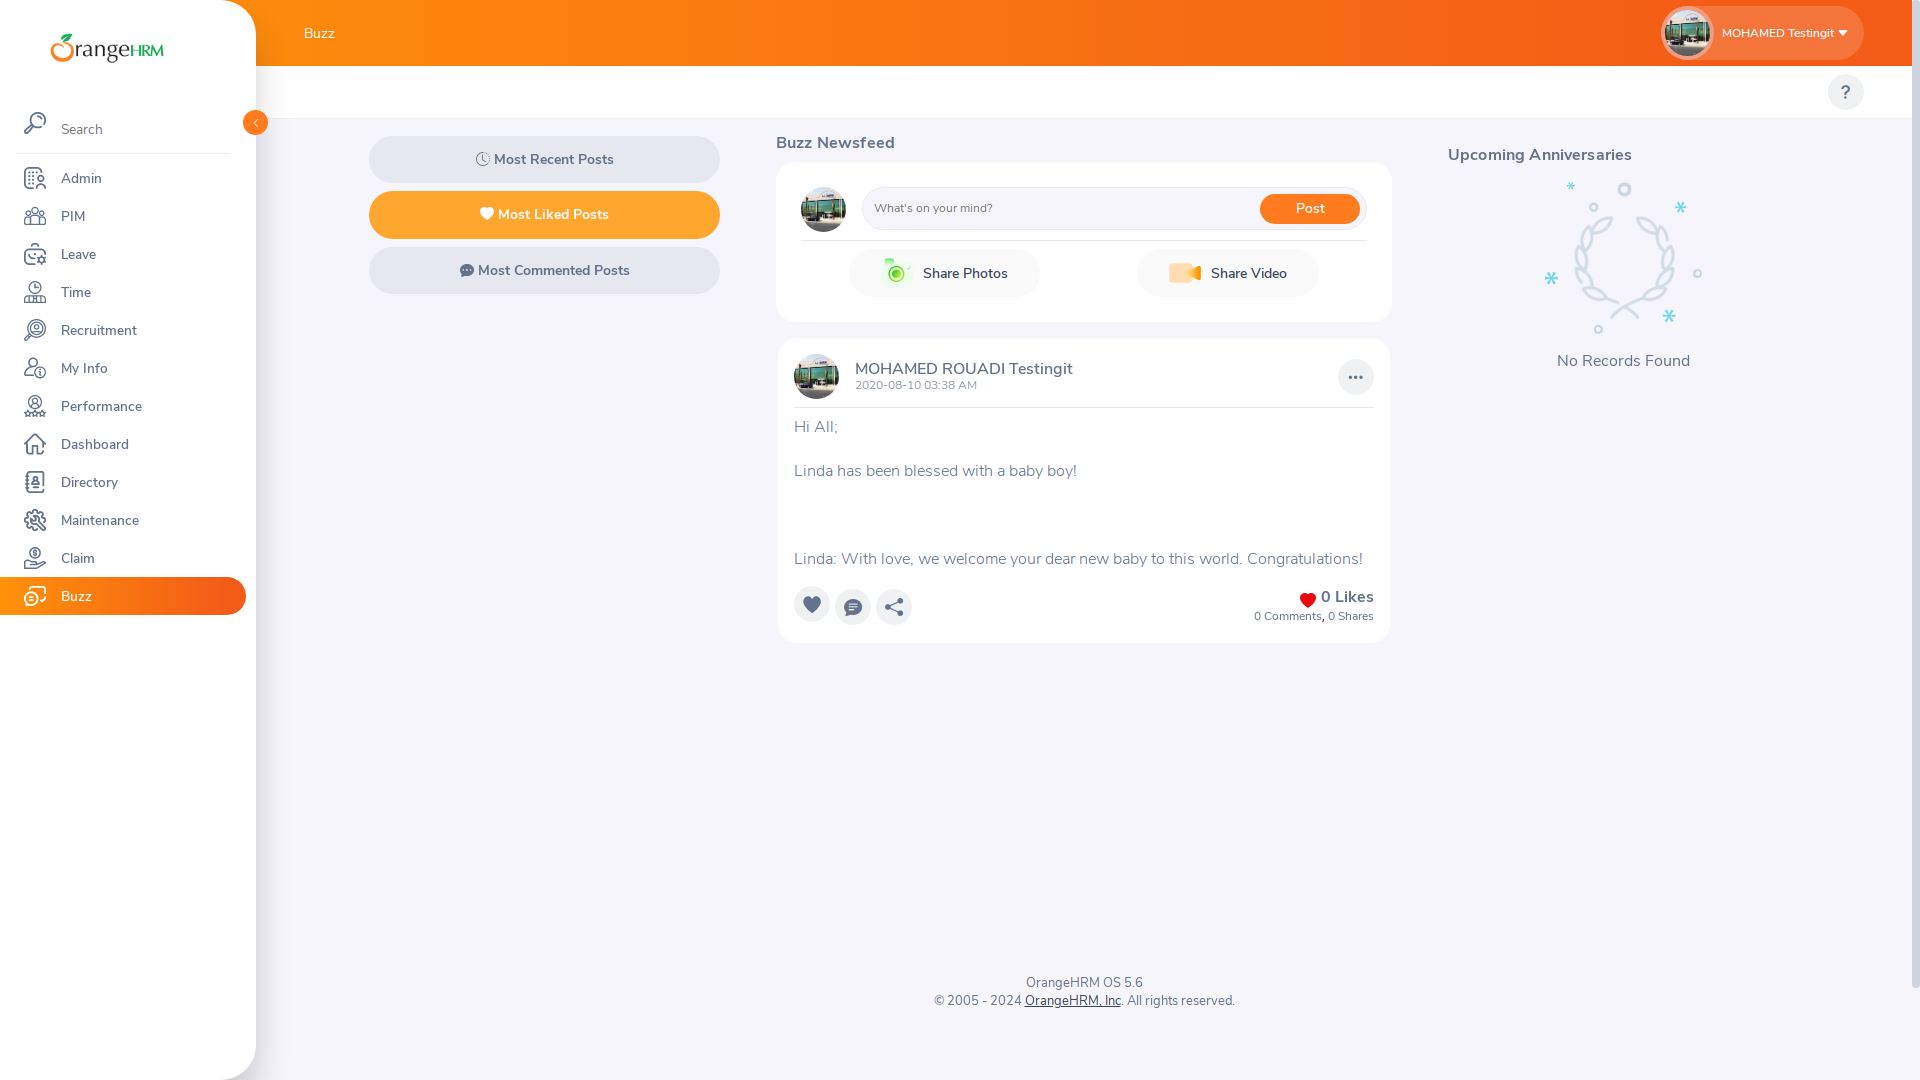 OrangeHRM
Search
Admin
PIM
Leave
Time
Recruitment
My Info
Performance
Dashboard
Directory
Maintenance
Claim
Buzz
Buzz
MOHAMED Testingit
?
Most Recent Posts
Most Liked Posts
Most Commented Posts
Buzz Newsfeed
What's on your mind?
Post
Share Photos
Share Video
MOHAMED ROUADI Testingit
2020-08-10 03:38 AM
Hi All;
Linda has been blessed with a baby boy!
Linda: With love, we welcome your dear new baby to this world. Congratulations!
0 Likes
0 Comments, 0 Shares
Upcoming Anniversaries
No Records Found
OrangeHRM OS 5.6
© 2005 - 2024 OrangeHRM, Inc. All rights reserved.